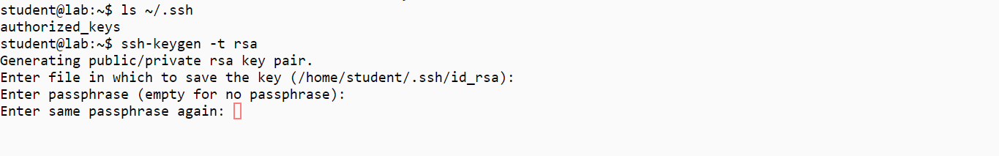 student@lab:~$ ls ~/.ssh
authorized_keys
student@lab:~$ ssh-keygen -t rsa
Generating public/private rsa key pair.
Enter file in which to save the key (/home/student/.ssh/id_rsa):
Enter passphrase (empty for no passphrase):
Enter same passphrase again: